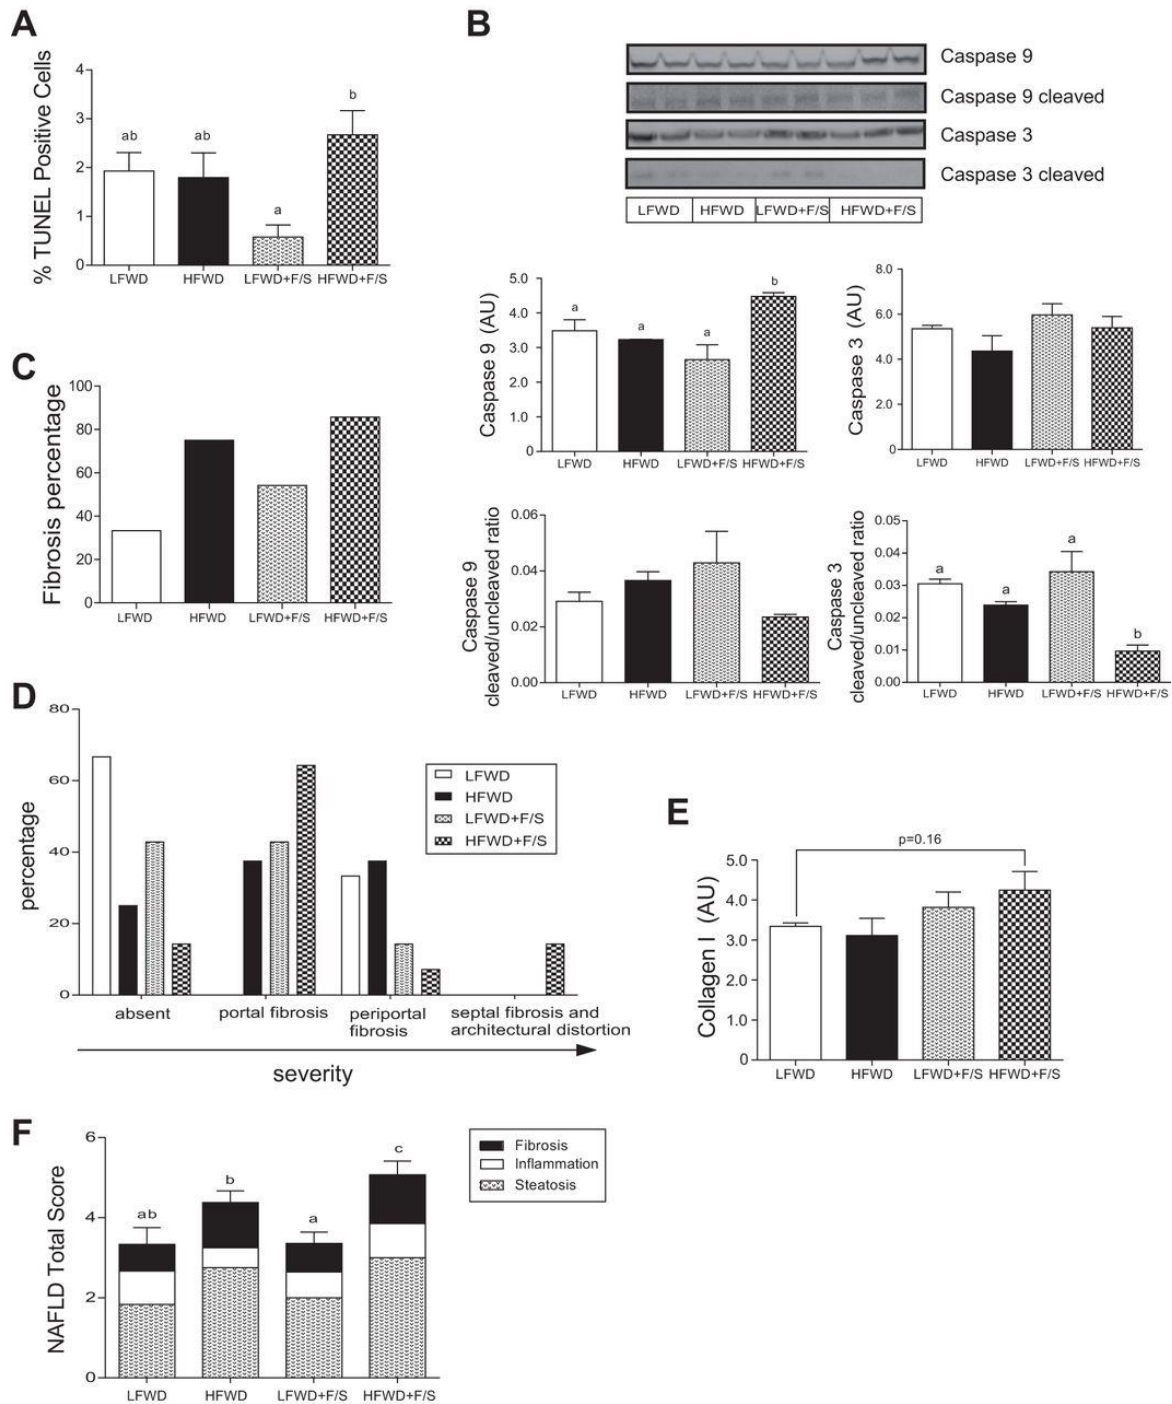 A
% TUNEL Positive Cells
4
3
2
1
0
ab
ab
a
b
LFWD
HFWD
LFWD+F/S
HFWD+F/S
B
Caspase 9
Caspase 9 cleaved
Caspase 3
Caspase 3 cleaved
LFWD
HFWD
LFWD+F/S
HFWD+F/S
Caspase 9 (AU)
5.0
4.0
3.0
2.0
1.0
0
a
a
a
b
LFWD
HFWD
LFWD+F/S
HFWD+F/S
Caspase 3 (AU)
8.0
6.0
4.0
2.0
0
LFWD
HFWD
LFWD+F/S
HFWD+F/S
Caspase 9
cleaved/uncleaved ratio
0.06
0.04
0.02
0.00
LFWD
HFWD
LFWD+F/S
HFWD+F/S
Caspase 3
cleaved/uncleaved ratio
0.05
0.04
0.03
0.02
0.01
0.00
a
a
a
b
LFWD
HFWD
LFWD+F/S
HFWD+F/S
C
Fibrosis percentage
100
80
60
40
20
0
LFWD
HFWD
LFWD+F/S
HFWD+F/S
D
percentage
80
60
40
20
0
LFWD
HFWD
LFWD+F/S
HFWD+F/S
absent
portal fibrosis
periportal
fibrosis
septal fibrosis and
architectural distortion
severity
E
Collagen I (AU)
5.0
4.0
3.0
2.0
1.0
0
p=0.16
LFWD
HFWD
LFWD+F/S
HFWD+F/S
F
NAFLD Total Score
6
4
2
0
ab
b
a
c
LFWD
HFWD
LFWD+F/S
HFWD+F/S
Fibrosis
Inflammation
Steatosis